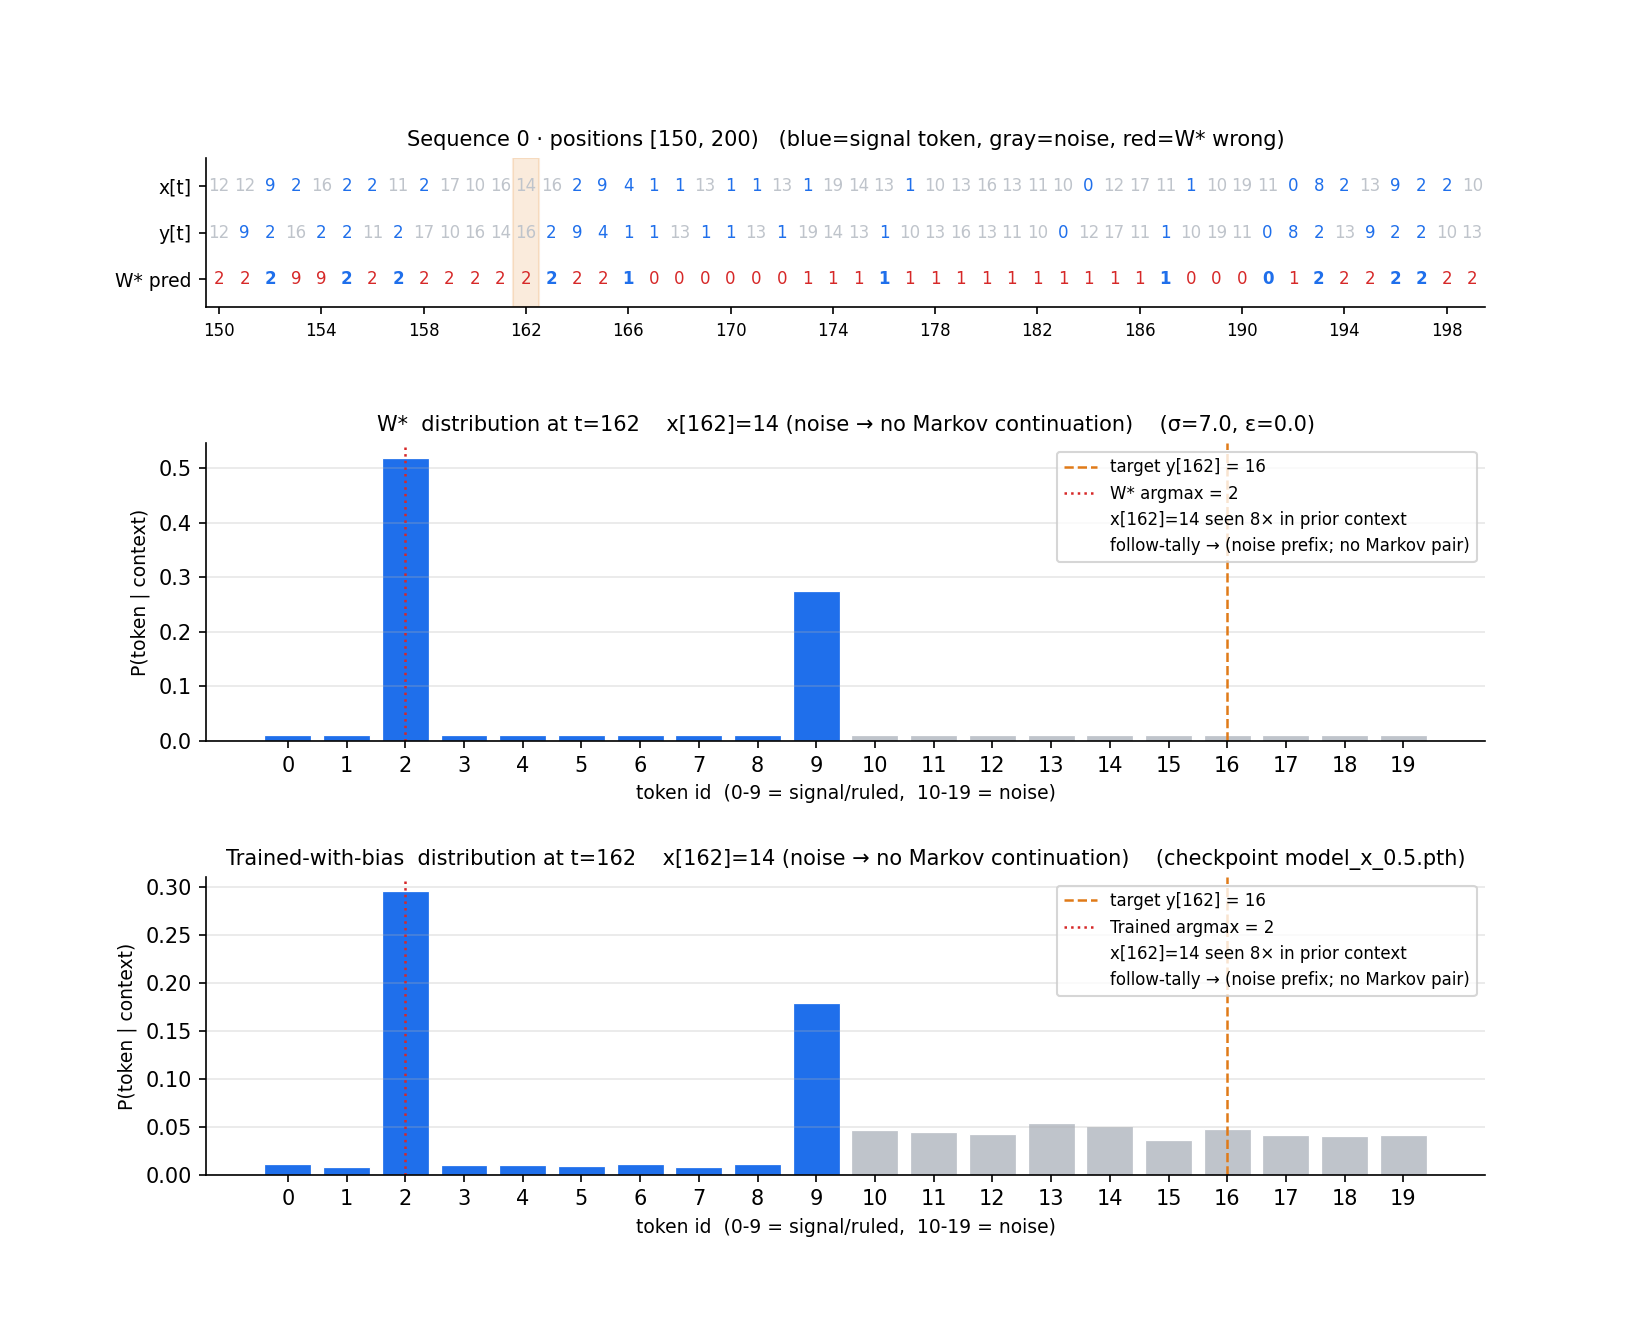 Sequence 0 · positions [150, 200) (blue=signal token, gray=noise, red=W* wrong)
x[t] 12 12 9 2 16 2 2 11 2 17 10 16 14 16 2 9 4 1 1 13 1 1 13 1 19 14 13 1 10 13 16 13 11 10 0 12 17 11 1 10 19 11 0 8 2 13 9 2 2 10
y[t] 12 9 2 16 2 2 11 2 17 10 16 14 16 2 9 4 1 1 13 1 1 13 1 19 14 13 1 10 13 16 13 11 10 0 12 17 11 1 10 19 11 0 8 2 13 9 2 2 10 13
W* pred 2 2 2 9 9 2 2 2 2 2 2 2 2 2 2 2 1 0 0 0 0 0 0 1 1 1 1 1 1 1 1 1 1 1 1 1 1 1 0 0 0 0 1 2 2 2 2 2 2 2
150 154 158 162 166 170 174 178 182 186 190 194 198
W* distribution at t=162 x[162]=14 (noise → no Markov continuation) (σ=7.0, ε=0.0)
P(token | context)
0.5
0.4
0.3
0.2
0.1
0.0
target y[162] = 16
W* argmax = 2
x[162]=14 seen 8× in prior context
follow-tally → (noise prefix; no Markov pair)
0 1 2 3 4 5 6 7 8 9 10 11 12 13 14 15 16 17 18 19
token id (0-9 = signal/ruled, 10-19 = noise)
Trained-with-bias distribution at t=162 x[162]=14 (noise → no Markov continuation) (checkpoint model_x_0.5.pth)
P(token | context)
0.30
0.25
0.20
0.15
0.10
0.05
0.00
target y[162] = 16
Trained argmax = 2
x[162]=14 seen 8× in prior context
follow-tally → (noise prefix; no Markov pair)
0 1 2 3 4 5 6 7 8 9 10 11 12 13 14 15 16 17 18 19
token id (0-9 = signal/ruled, 10-19 = noise)